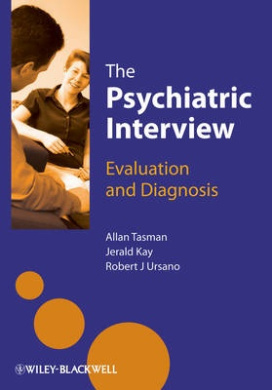 The
Psychiatric
Interview
Evaluation
and Diagnosis
Allan Tasman
Jerald Kay
Robert J Ursano
WILEY-BLACKWELL